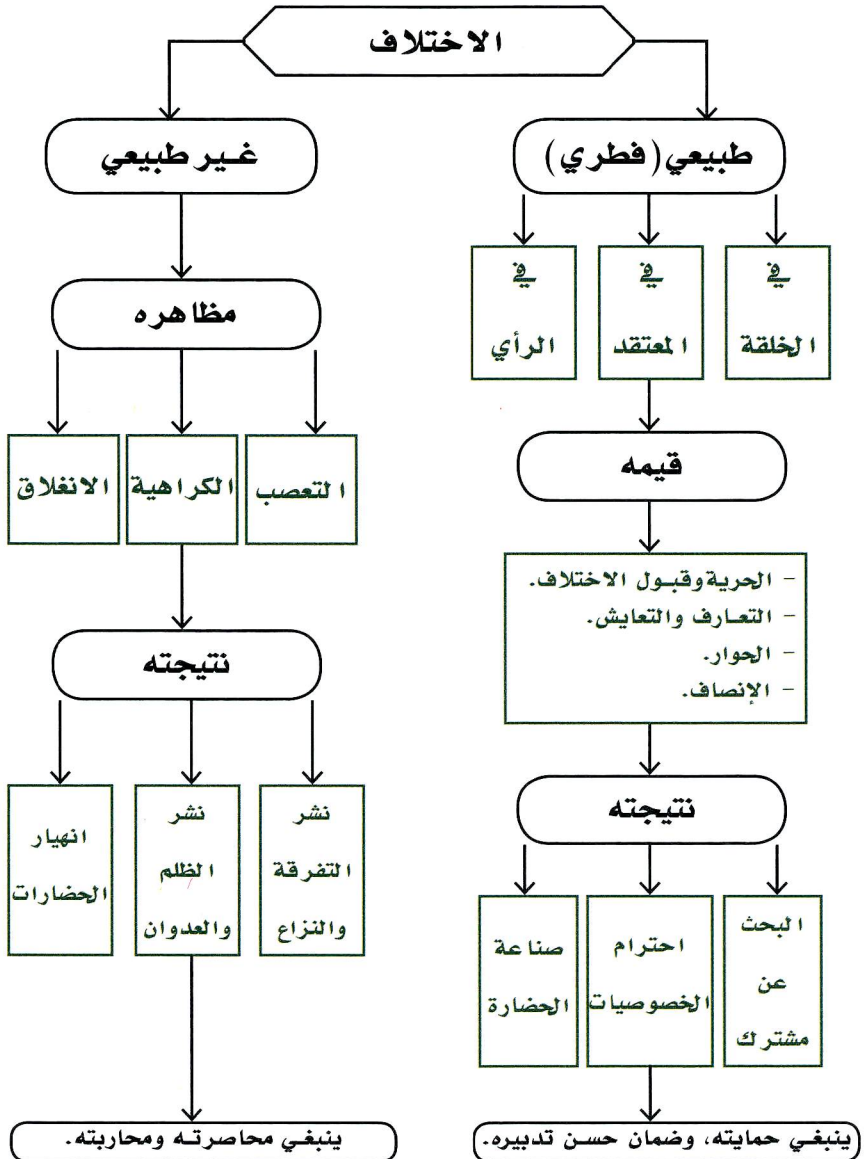 الاختلاف
طبيعي (فطري)
في
الخلقة
في
المعتقد
في
الرأي
قيمه
- الحرية وقبول الاختلاف.
- التعارف والتعايش.
- الحوار.
- الإنصاف.
نتيجته
البحث
عن
مشترك
احترام
الخصوصيات
صناعة
الحضارة
ينبغي حمايته، وضمان حسن تدبيره.
غير طبيعي
مظاهره
التعصب
الكراهية
الانغلاق
نتيجته
نشر
التفرقة
والنزاع
نشر
الظلم
والعدوان
انهيار
الحضارات
ينبغي محاصرته ومحاربته.